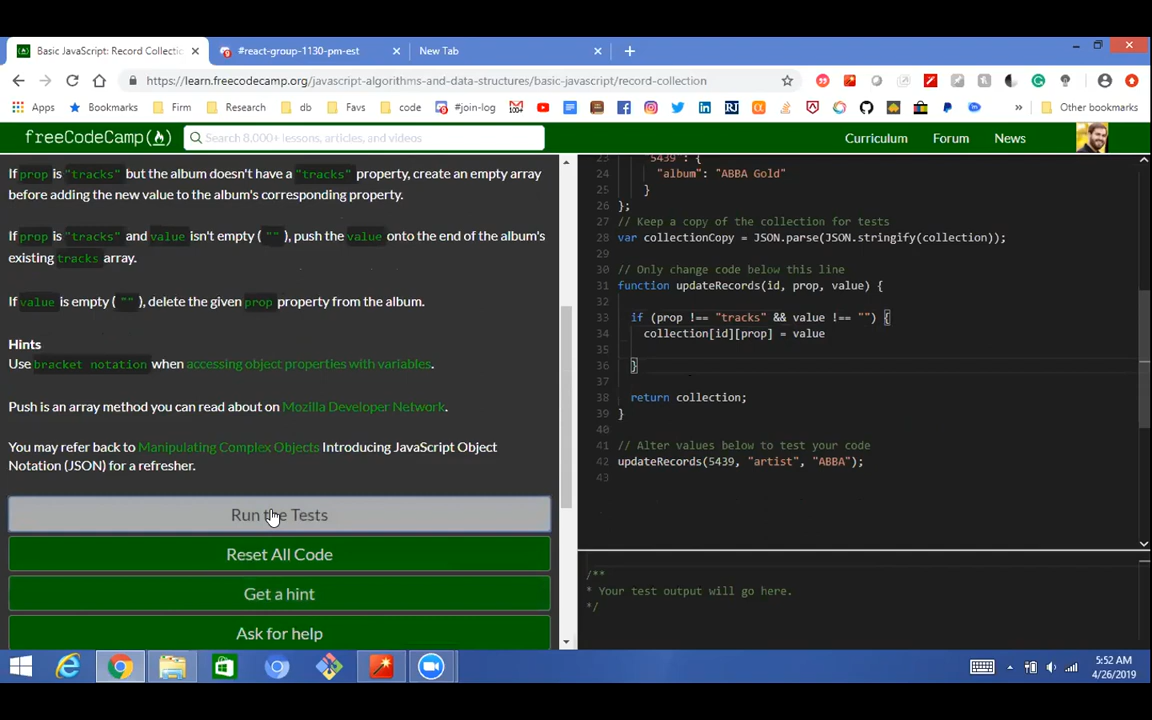 Basic JavaScript: Record Collectio
#react-group-1130-pm-est
New Tab
https://learn.freecodecamp.org/javascript-algorithms-and-data-structures/basic-javascript/record-collection
Apps Bookmarks Firm Research db Favs code #join-log Other bookmarks
freeCodeCamp
Search 8,000+ lessons, articles, and videos
Curriculum Forum News
If prop is "tracks" but the album doesn't have a "tracks" property, create an empty array
before adding the new value to the album's corresponding property.
If prop is "tracks" and value isn't empty ( "" ), push the value onto the end of the album's
existing tracks array.
If value is empty ( "" ), delete the given prop property from the album.
Hints
Use bracket notation when accessing object properties with variables.
Push is an array method you can read about on Mozilla Developer Network.
You may refer back to Manipulating Complex Objects Introducing JavaScript Object
Notation (JSON) for a refresher.
Run the Tests
Reset All Code
Get a hint
Ask for help
23 5439 : {
24 "album": "ABBA Gold"
25 }
26 };
27 // Keep a copy of the collection for tests
28 var collectionCopy = JSON.parse(JSON.stringify(collection));
29
30 // Only change code below this line
31 function updateRecords(id, prop, value) {
32
33 if (prop !== "tracks" && value !== "") {
34 collection[id][prop] = value
35
36 }
37
38 return collection;
39 }
40
41 // Alter values below to test your code
42 updateRecords(5439, "artist", "ABBA");
43
/**
* Your test output will go here.
*/
5:52 AM
4/26/2019